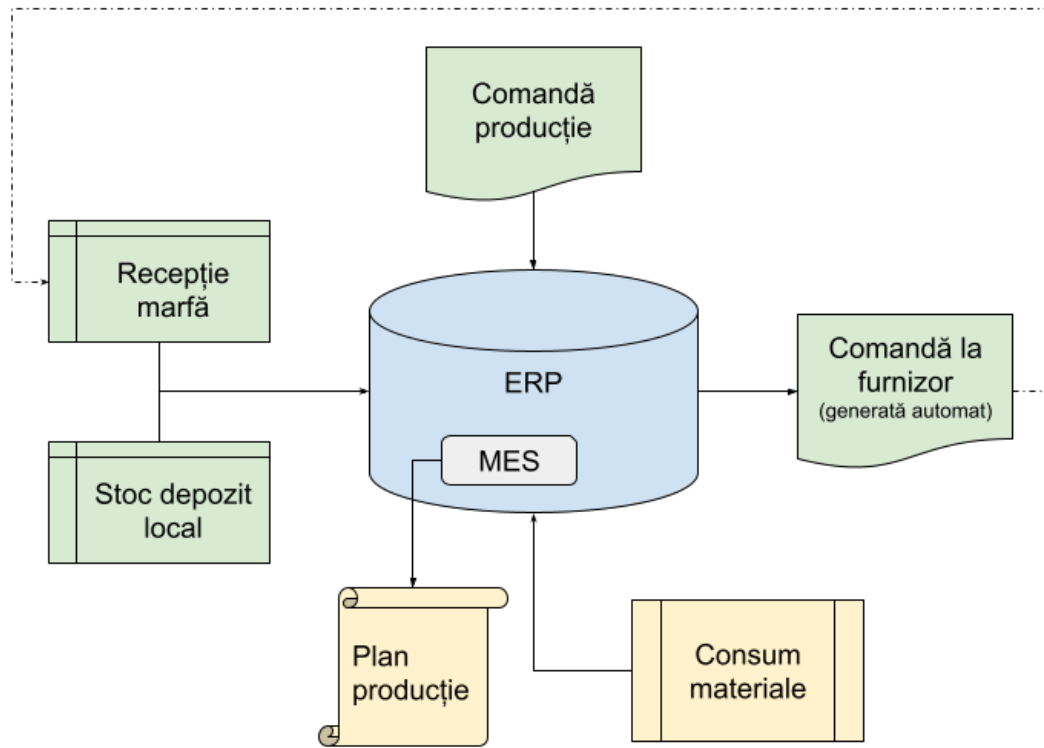 Comandă
producție
Recepție
marfă
ERP
Comandă la
furnizor
(generată automat)
MES
Stoc depozit
local
Plan
producție
Consum
materiale